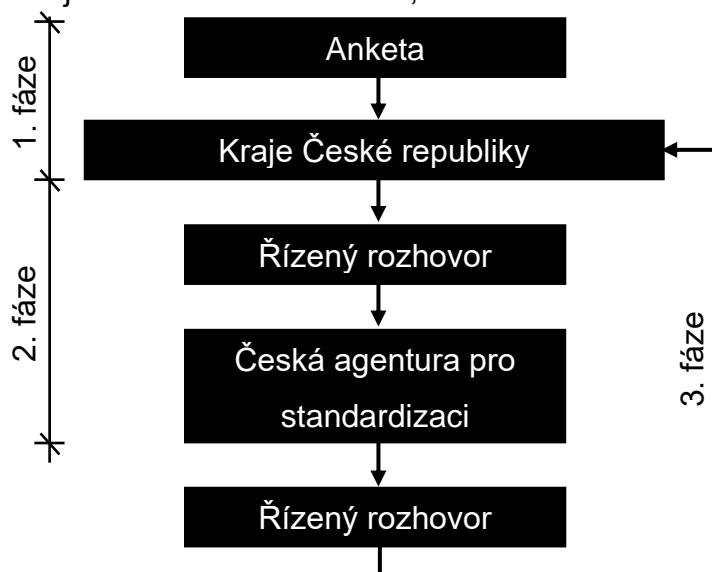 Anketa
1. fáze
Kraje České republiky
Řízený rozhovor
2. fáze
Česká agentura pro
standardizaci
3. fáze
Řízený rozhovor